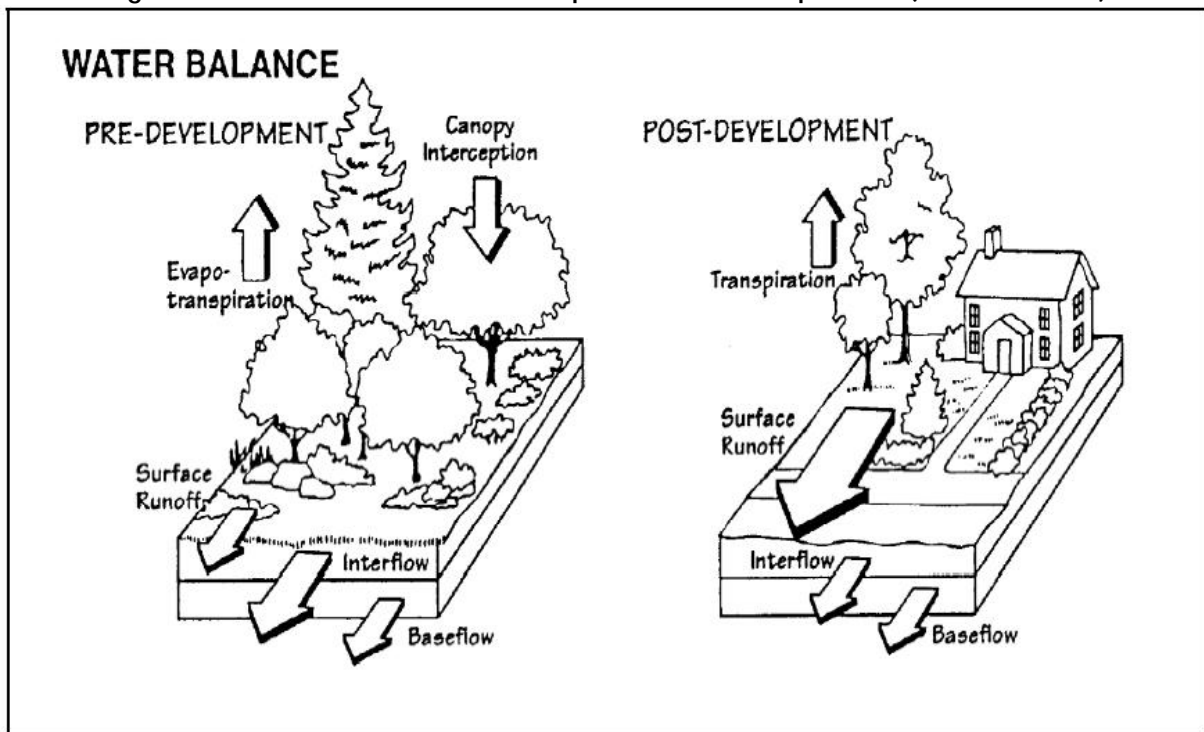 WATER BALANCE
PRE-DEVELOPMENT
Canopy
Interception
Evapo-
transpiration
Surface
Runoff
Interflow
Baseflow
POST-DEVELOPMENT
Transpiration
Surface
Runoff
Interflow
Baseflow